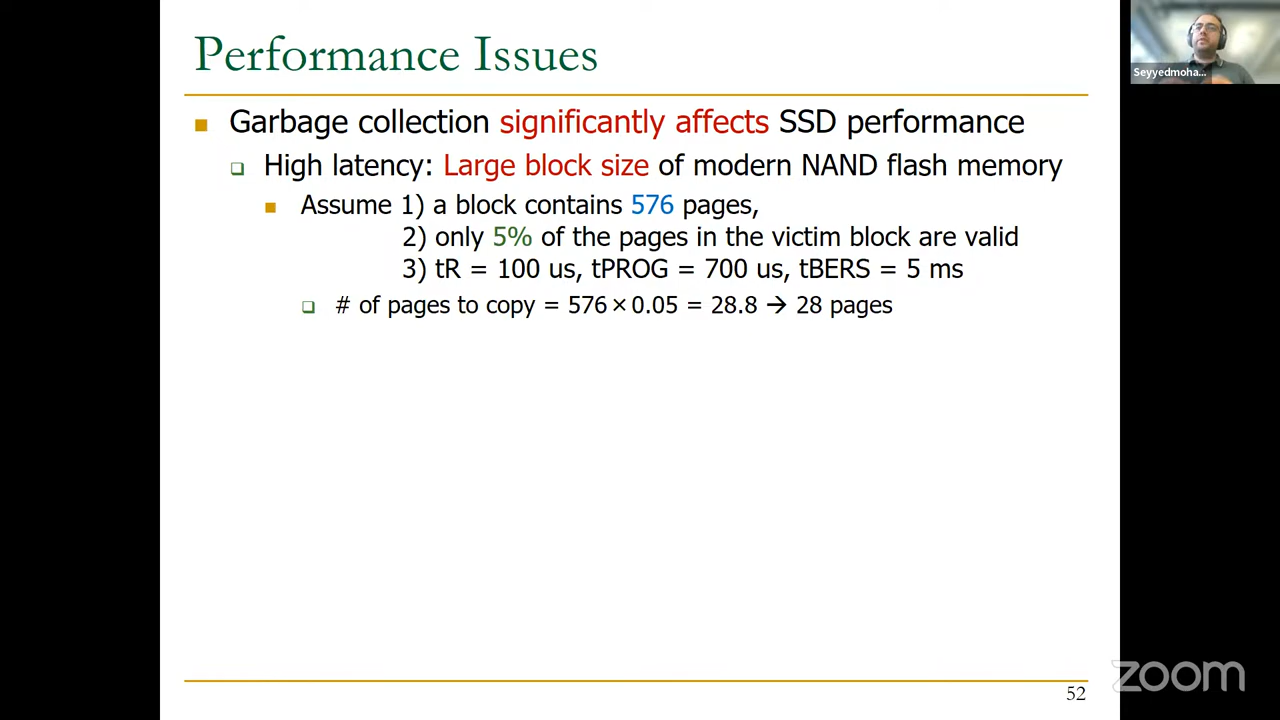 Performance Issues
Seyyedmoha...
Garbage collection significantly affects SSD performance
High latency: Large block size of modern NAND flash memory
Assume 1) a block contains 576 pages,
2) only 5% of the pages in the victim block are valid
3) tR = 100 us, tPROG = 700 us, tBERS = 5 ms
# of pages to copy = 576×0.05 = 28.8 → 28 pages
zoom
52